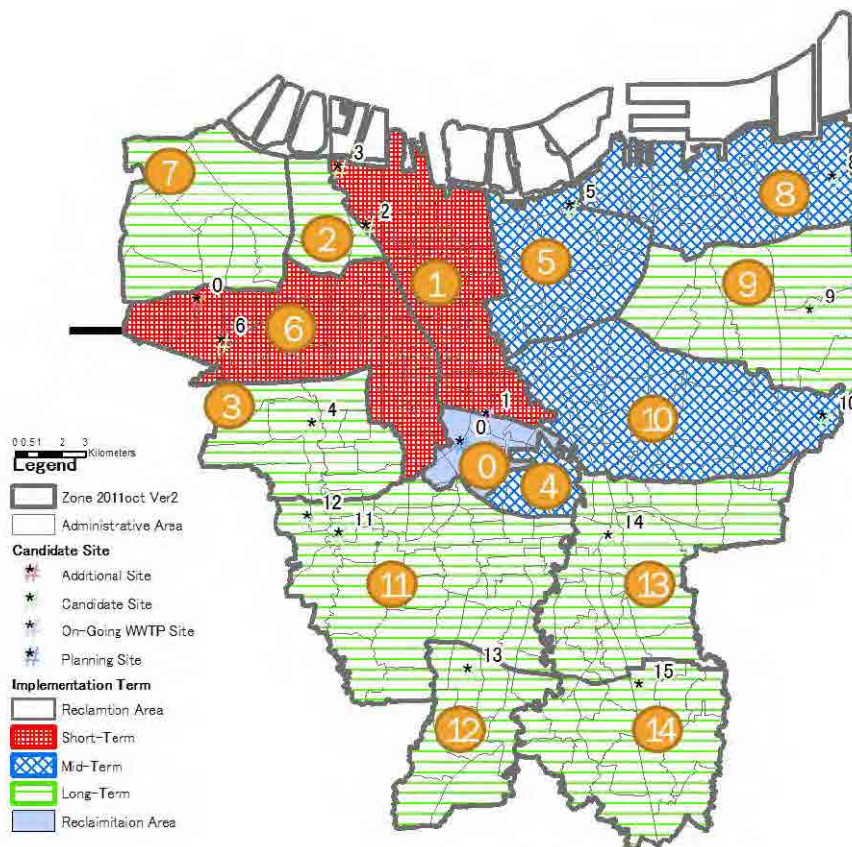 3
7
2
8
2
5
8
5
9
0
1
9
6
6
3
1
10
10
4
0
0
4
12
14
11
11
13
13
15
12
14
0 0.51 2 3
Kilometers
Legend
Zone 2011oct Ver2
Administrative Area
Candidate Site
Additional Site
Candidate Site
On-Going WWTP Site
Planning Site
Implementation Term
Reclamtion Area
Short-Term
Mid-Term
Long-Term
Reclaimitaion Area